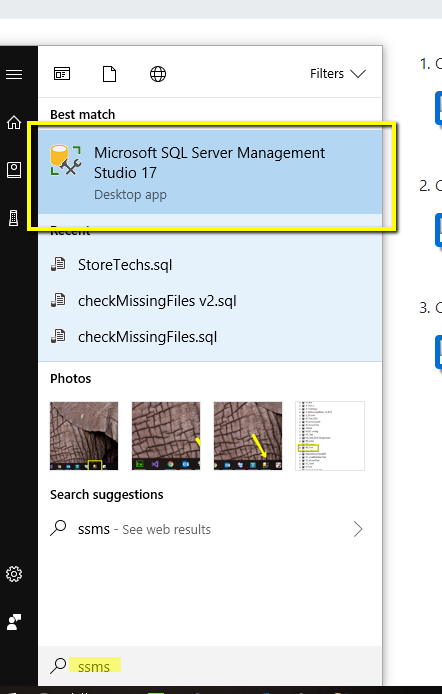 Filters
Best match
Microsoft SQL Server Management
Studio 17
Desktop app
Recent
StoreTechs.sql
checkMissingFiles v2.sql
checkMissingFiles.sql
Photos
Search suggestions
ssms - See web results
ssms
1. C
2. C
3. C